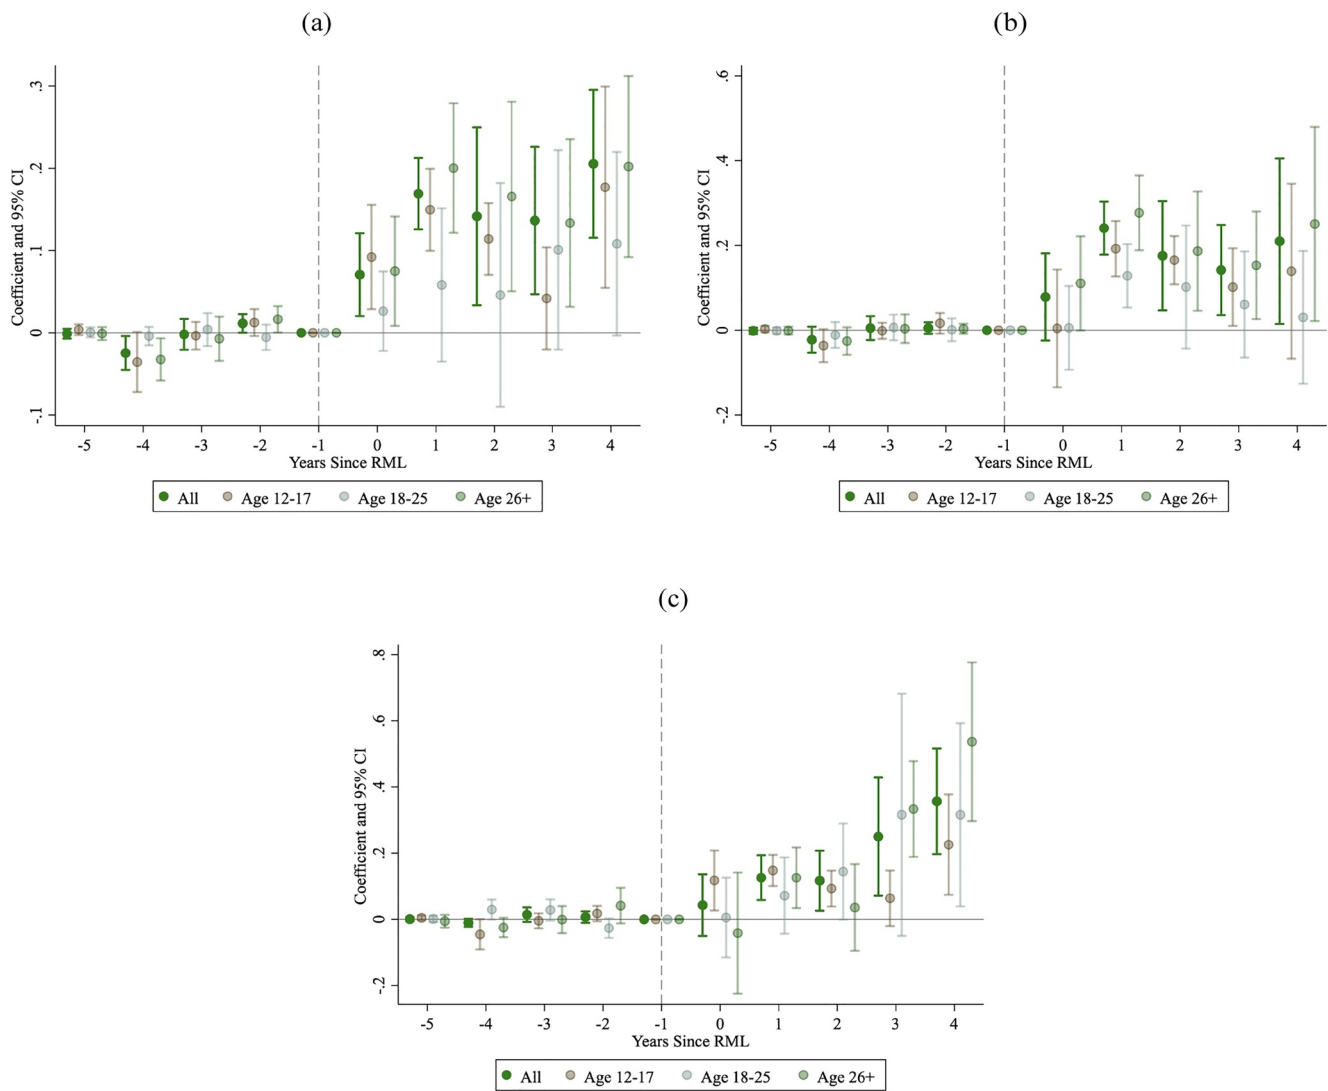 (a)
Coefficient and 95% CI
.3
.2
.1
0
-.1
-5 -4 -3 -2 -1 0 1 2 3 4
Years Since RML
All Age 12-17 Age 18-25 Age 26+
(b)
Coefficient and 95% CI
.6
.4
.2
0
-.2
-5 -4 -3 -2 -1 0 1 2 3 4
Years Since RML
All Age 12-17 Age 18-25 Age 26+
(c)
Coefficient and 95% CI
.8
.6
.4
.2
0
-.2
-5 -4 -3 -2 -1 0 1 2 3 4
Years Since RML
All Age 12-17 Age 18-25 Age 26+